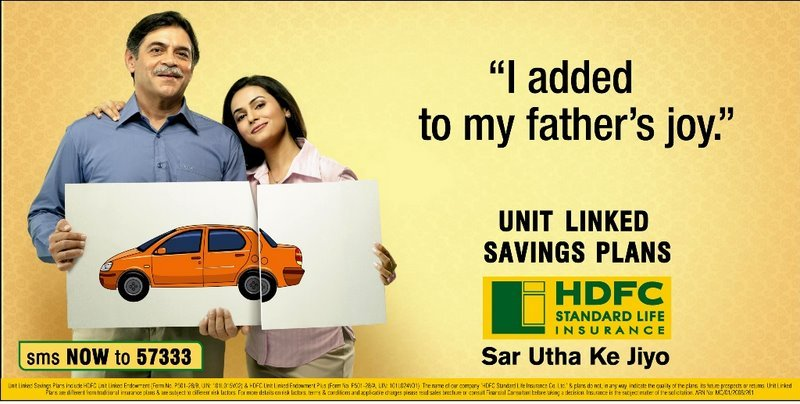 “I added
to my father’s joy.”
UNIT LINKED
SAVINGS PLANS
HDFC
STANDARD LIFE
INSURANCE
Sar Utha Ke Jiyo
sms NOW to 57333
Unit Linked Savings Plans include HDFC Unit Linked Endowment (Form No. P501-28/B, UIN: 101L015V02) & HDFC Unit Linked Endowment Plus (Form No. P501-28/A, UIN: 101L024V01). The name of our company "HDFC Standard Life Insurance Co. Ltd." & plans do not, in any way, indicate the quality of the plans, its future prospects or returns. Unit Linked
Plans are different from traditional insurance plans & are subject to different risk factors. For more details on risk factors, terms & conditions and applicable charges please read sales brochure or consult Financial Consultant before taking a decision. Insurance is the subject matter of the solicitation. ARN No: